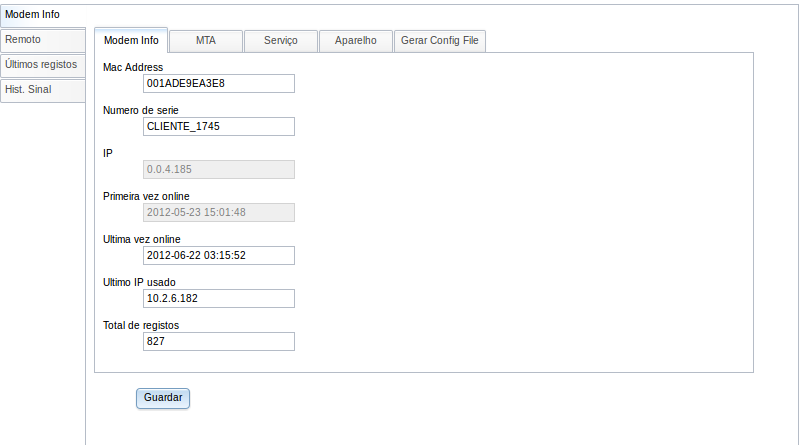 Modem Info
Remoto
Últimos registos
Hist. Sinal
Modem Info MTA Serviço Aparelho Gerar Config File
Mac Address
001ADE9EA3E8
Numero de serie
CLIENTE_1745
IP
0.0.4.185
Primeira vez online
2012-05-23 15:01:48
Ultima vez online
2012-06-22 03:15:52
Ultimo IP usado
10.2.6.182
Total de registos
827
Guardar